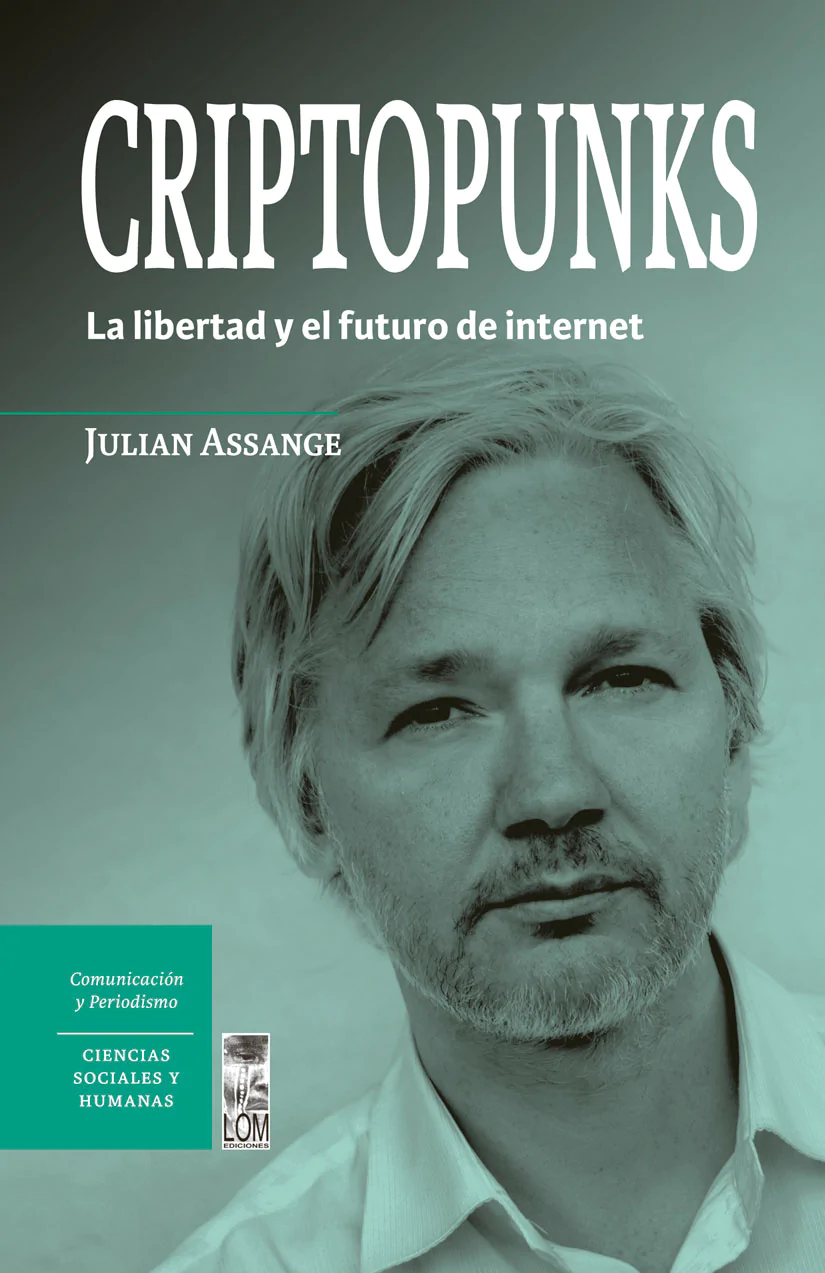 CRIPTOPUNKS
La libertad y el futuro de internet
JULIAN ASSANGE
Comunicación
y Periodismo
CIENCIAS
SOCIALES Y
HUMANAS
LOM
EDICIONES